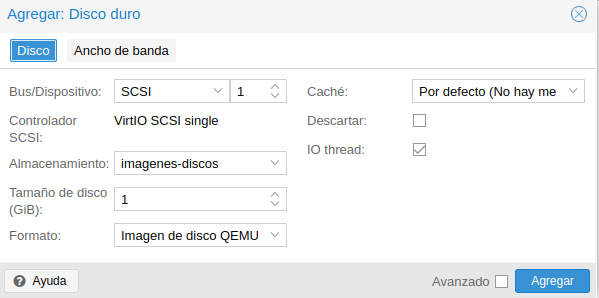 Agregar: Disco duro
Disco Ancho de banda
Bus/Dispositivo: SCSI 1 Caché: Por defecto (No hay me
Controlador SCSI: VirtIO SCSI single Descartar:
IO thread:
Almacenamiento: imagenes-discos
Tamaño de disco (GiB): 1
Formato: Imagen de disco QEMU
Ayuda Avanzado Agregar